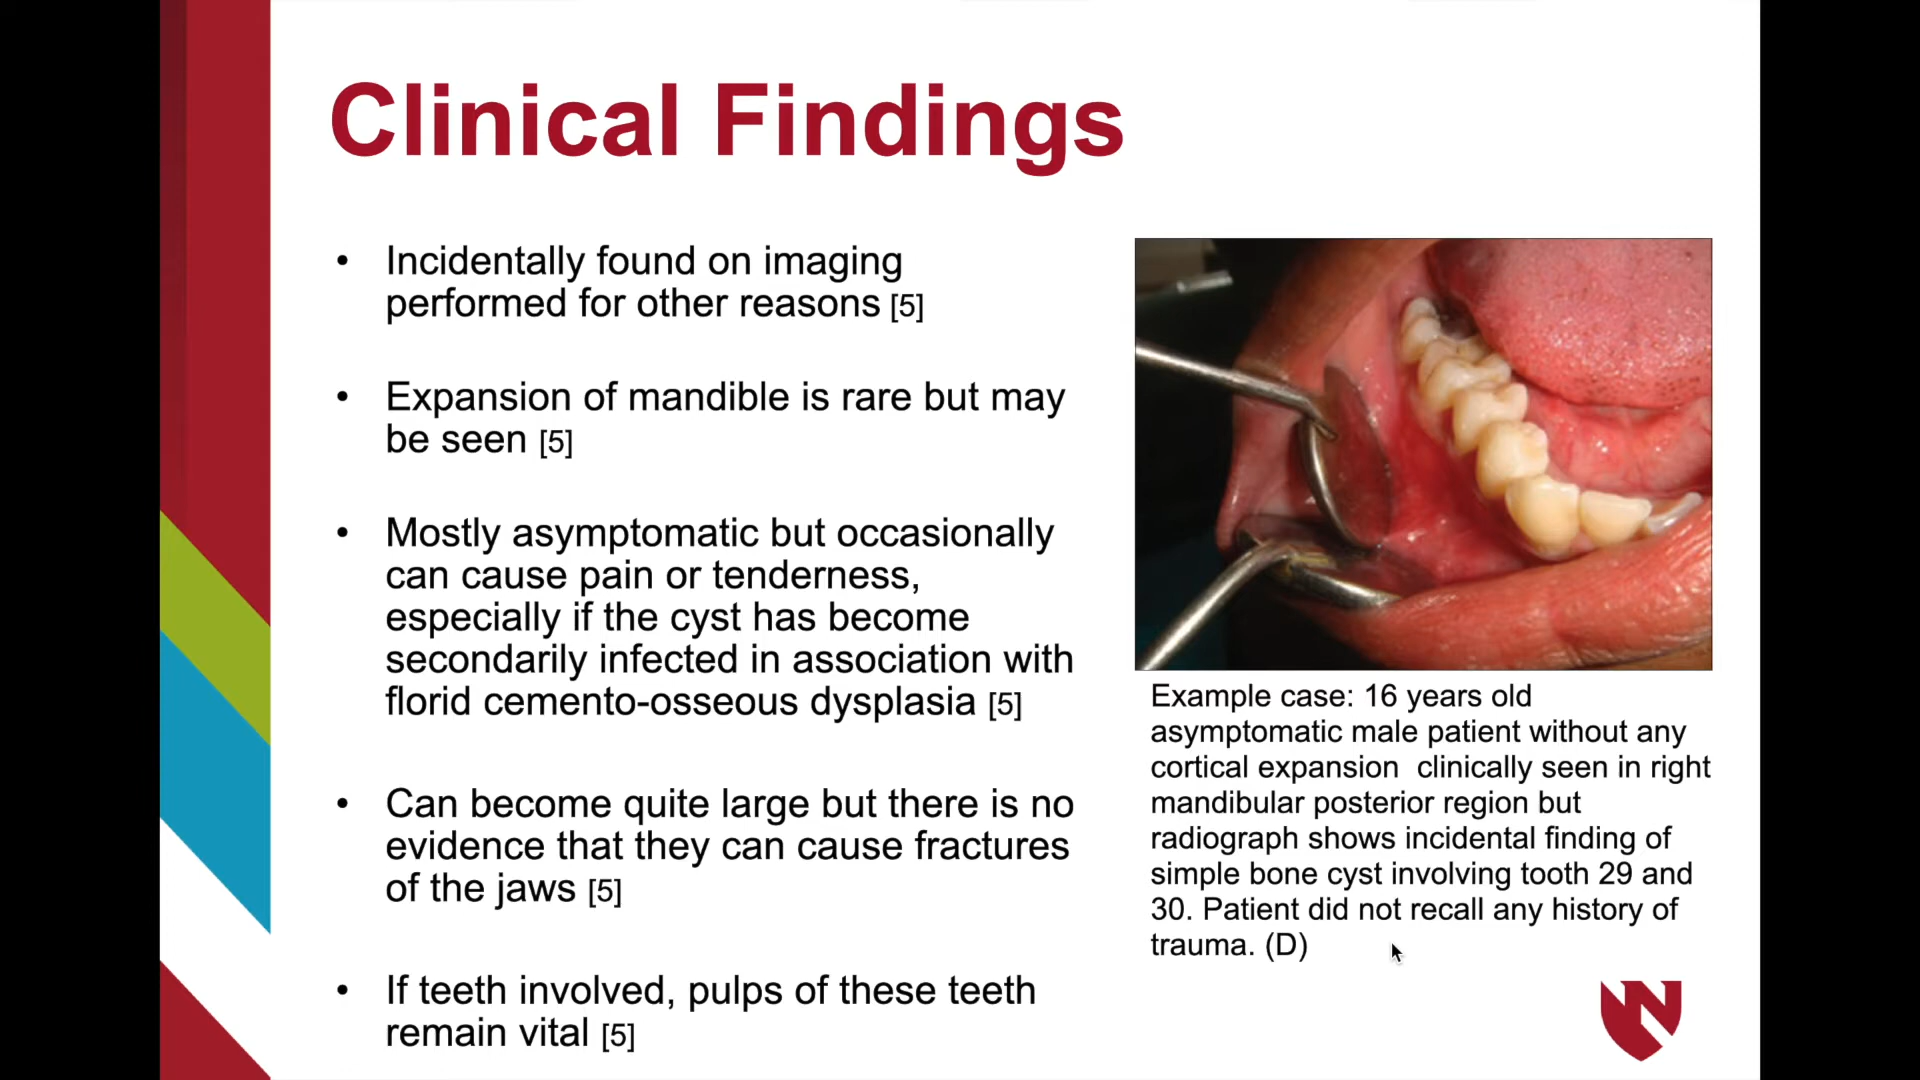 Clinical Findings
• Incidentally found on imaging
performed for other reasons [5]
• Expansion of mandible is rare but may
be seen [5]
• Mostly asymptomatic but occasionally
can cause pain or tenderness,
especially if the cyst has become
secondarily infected in association with
florid cemento-osseous dysplasia [5]
• Can become quite large but there is no
evidence that they can cause fractures
of the jaws [5]
• If teeth involved, pulps of these teeth
remain vital [5]
Example case: 16 years old
asymptomatic male patient without any
cortical expansion  clinically seen in right
mandibular posterior region but
radiograph shows incidental finding of
simple bone cyst involving tooth 29 and
30. Patient did not recall any history of
trauma. (D)
N